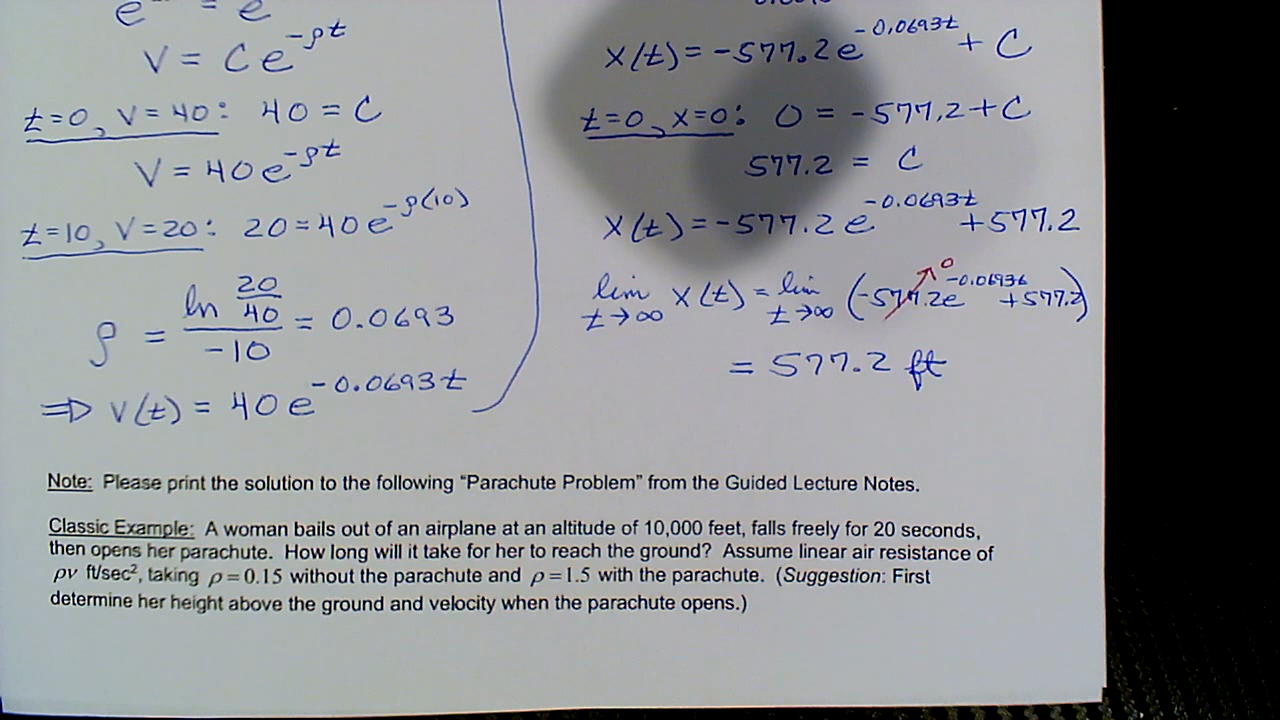 V = Ce^{-ρt}
t=0, V=40: 40 = C
V = 40e^{-ρt}
t=10, V=20: 20=40e^{-ρ(10)}
ρ = \frac{ln \frac{20}{40}}{-10} = 0.0693
⇒ V(t) = 40e^{-0.0693t}
x(t) = -577.2e^{-0.0693t} + C
t=0, x=0: 0 = -577.2+C
577.2 = C
x(t) = -577.2e^{-0.0693t} +577.2
lim_{t→∞} x(t) = lim_{t→∞} (-577.2e^{-0.0693t} +577.2) 0
= 577.2 ft
Note: Please print the solution to the following “Parachute Problem” from the Guided Lecture Notes.
Classic Example: A woman bails out of an airplane at an altitude of 10,000 feet, falls freely for 20 seconds,
then opens her parachute. How long will it take for her to reach the ground? Assume linear air resistance of
ρv ft/sec², taking ρ=0.15 without the parachute and ρ=1.5 with the parachute. (Suggestion: First
determine her height above the ground and velocity when the parachute opens.)